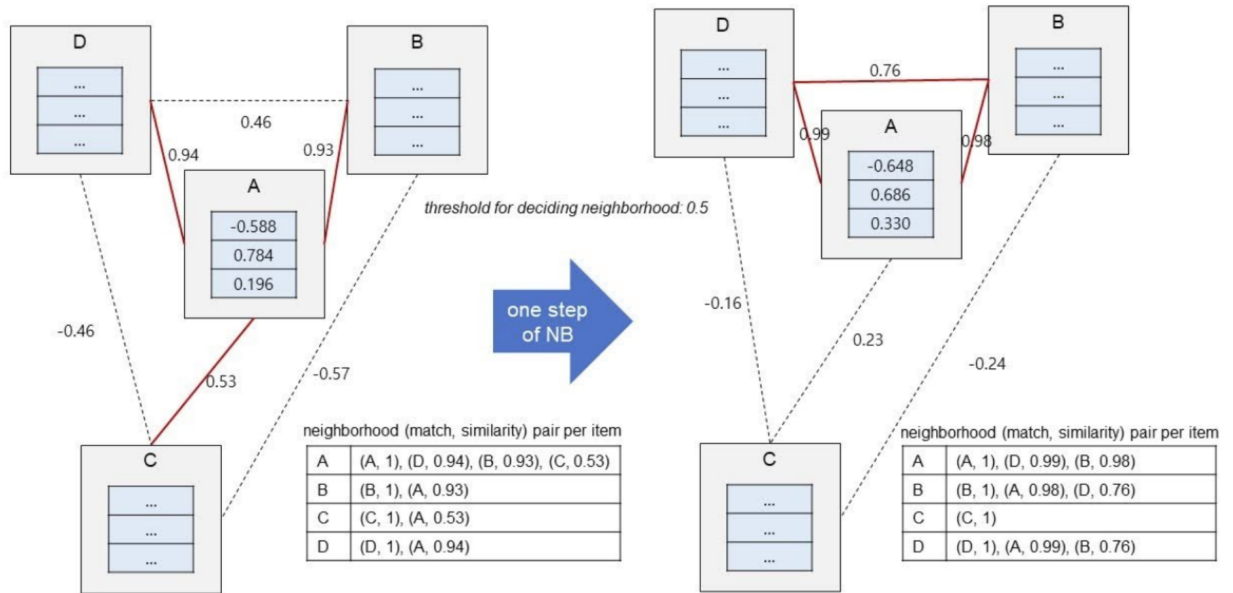 D
...
...
...
B
...
...
...
0.46
0.94
0.93
A
-0.588
0.784
0.196
-0.46
0.53
-0.57
C
...
...
...
neighborhood (match, similarity) pair per item
A (A, 1), (D, 0.94), (B, 0.93), (C, 0.53)
B (B, 1), (A, 0.93)
C (C, 1), (A, 0.53)
D (D, 1), (A, 0.94)
threshold for deciding neighborhood: 0.5
one step
of NB
D
...
...
...
B
...
...
...
0.76
0.99
0.98
A
-0.648
0.686
0.330
-0.16
0.23
-0.24
C
...
...
...
neighborhood (match, similarity) pair per item
A (A, 1), (D, 0.99), (B, 0.98)
B (B, 1), (A, 0.98), (D, 0.76)
C (C, 1)
D (D, 1), (A, 0.99), (B, 0.76)